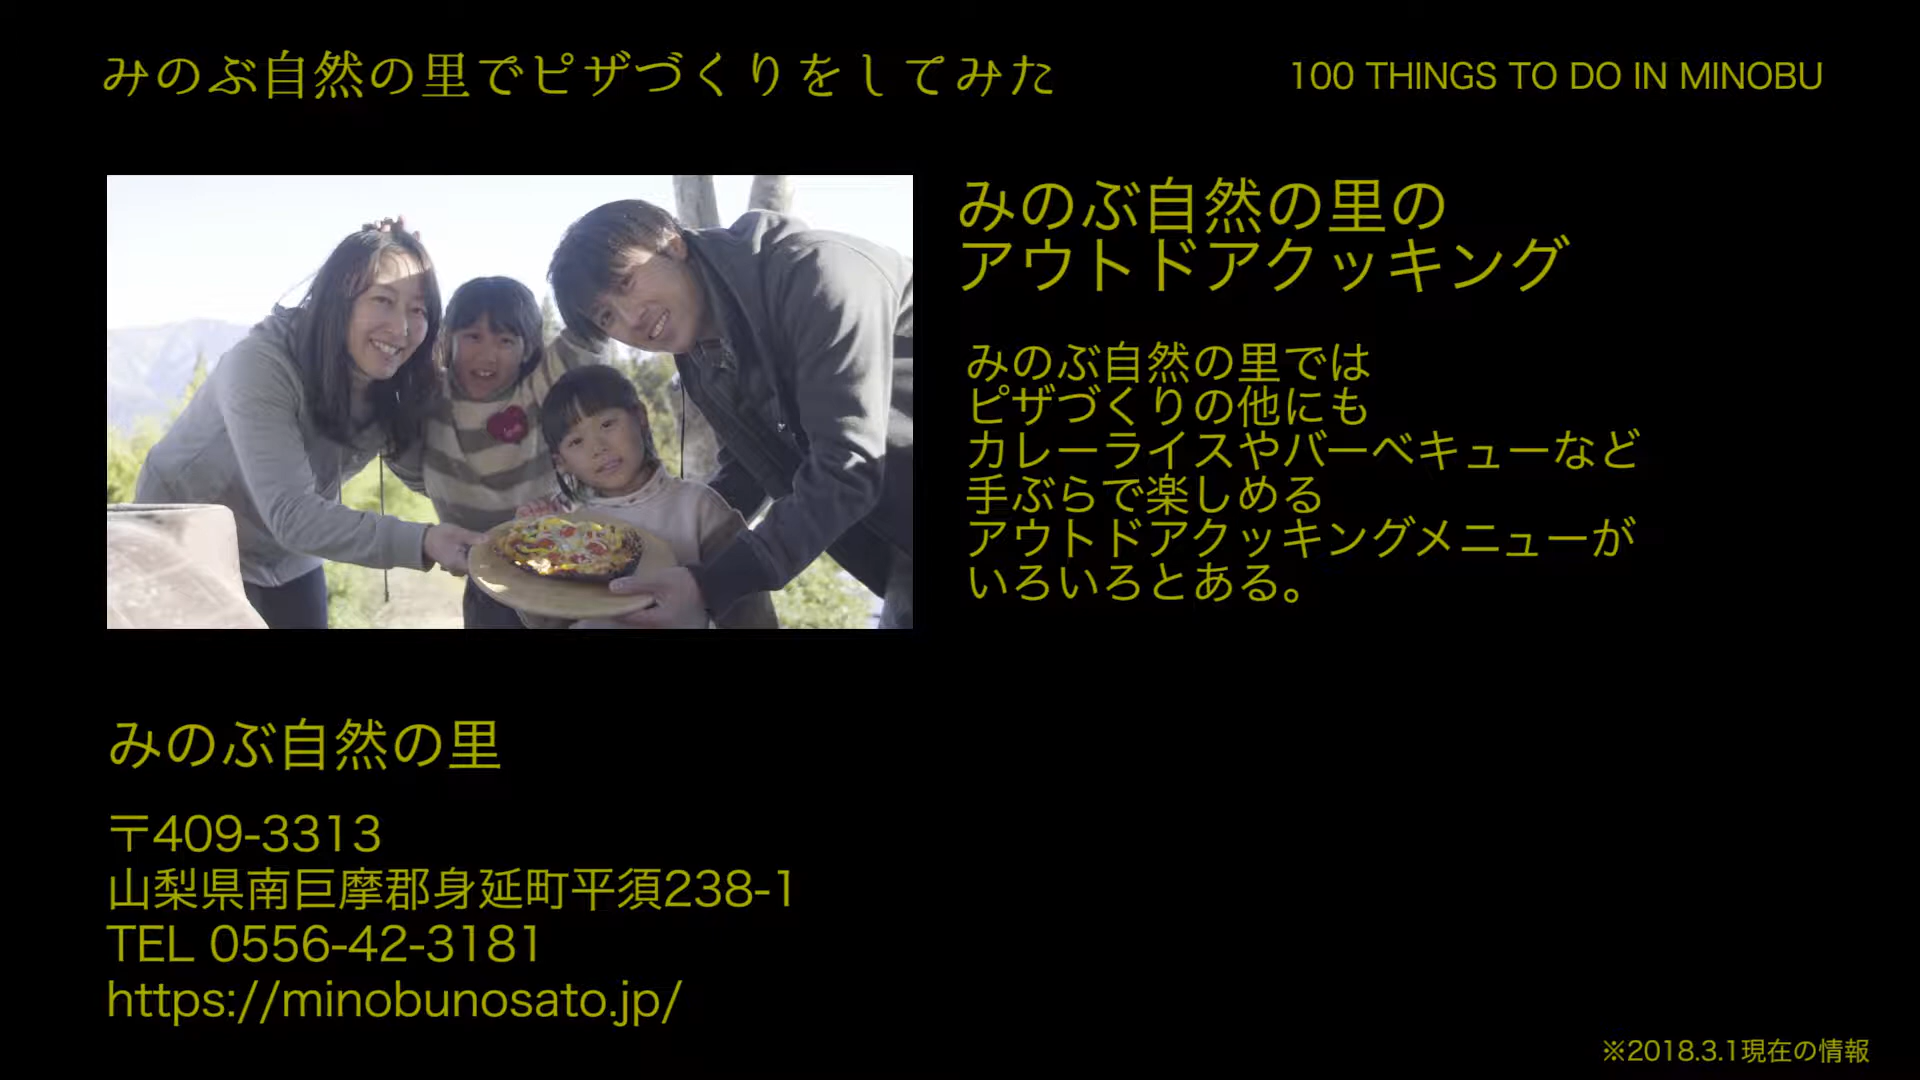 みのぶ自然の里でピザづくりをしてみた
100 THINGS TO DO IN MINOBU
みのぶ自然の里の
アウトドアクッキング
みのぶ自然の里では
ピザづくりの他にも
カレーライスやバーベキューなど
手ぶらで楽しめる
アウトドアクッキングメニューが
いろいろとある。
みのぶ自然の里
〒409-3313
山梨県南巨摩郡身延町平須238-1
TEL 0556-42-3181
https://minobunosato.jp/
※2018.3.1現在の情報